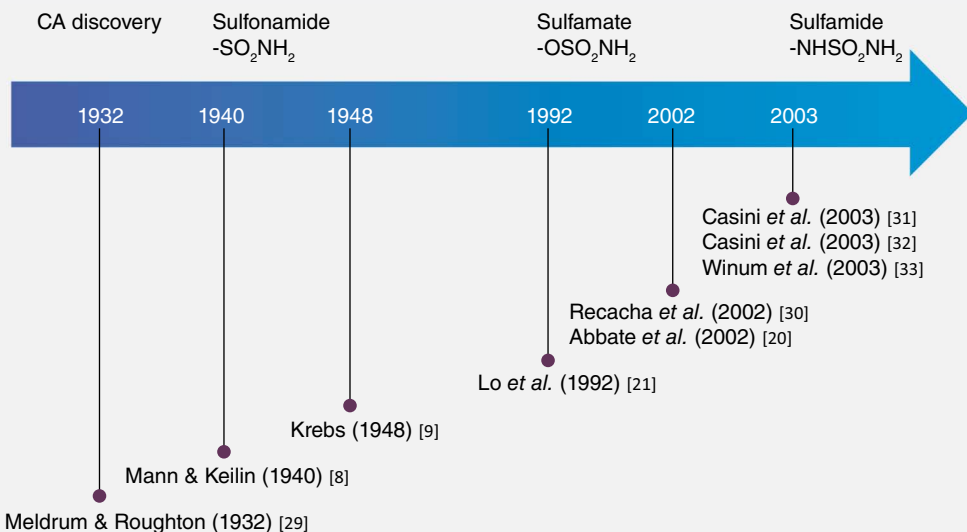 CA discovery
Sulfonamide
-SO₂NH₂
Sulfamate
-OSO₂NH₂
Sulfamide
-NHSO₂NH₂
1932
1940
1948
1992
2002
2003
Casini et al. (2003) [31]
Casini et al. (2003) [32]
Winum et al. (2003) [33]
Recacha et al. (2002) [30]
Abbate et al. (2002) [20]
Lo et al. (1992) [21]
Krebs (1948) [9]
Mann & Keilin (1940) [8]
Meldrum & Roughton (1932) [29]